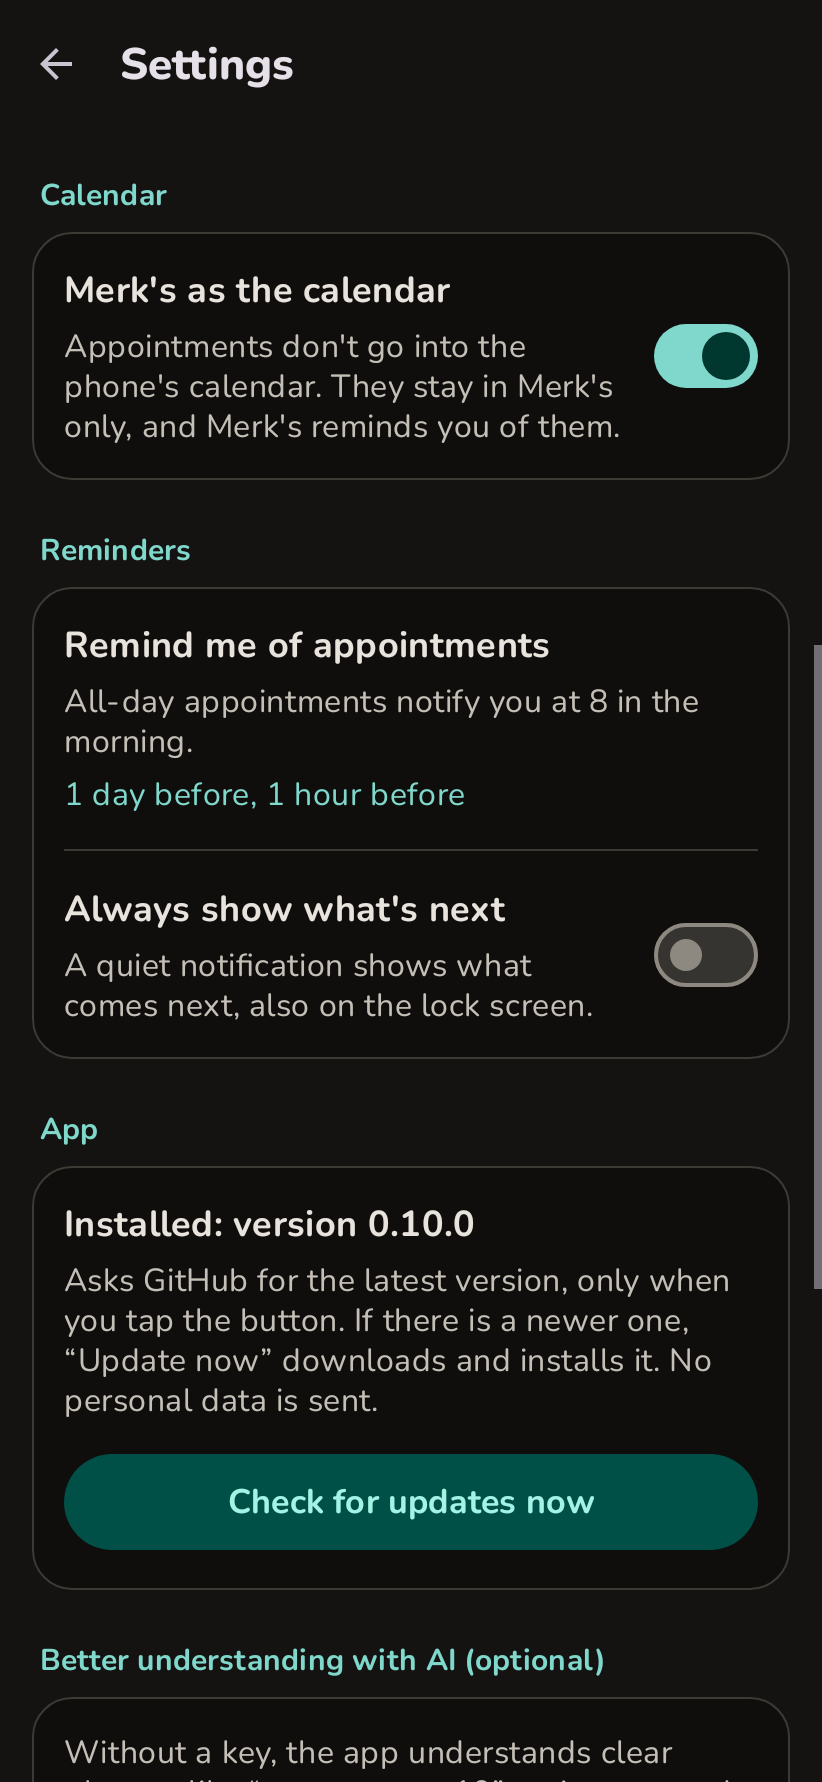 Settings
Calendar
Merk's as the calendar
Appointments don't go into the
phone's calendar. They stay in Merk's
only, and Merk's reminds you of them.
Reminders
Remind me of appointments
All-day appointments notify you at 8 in the
morning.
1 day before, 1 hour before
Always show what's next
A quiet notification shows what
comes next, also on the lock screen.
App
Installed: version 0.10.0
Asks GitHub for the latest version, only when
you tap the button. If there is a newer one,
“Update now” downloads and installs it. No
personal data is sent.
Check for updates now
Better understanding with AI (optional)
Without a key, the app understands clear